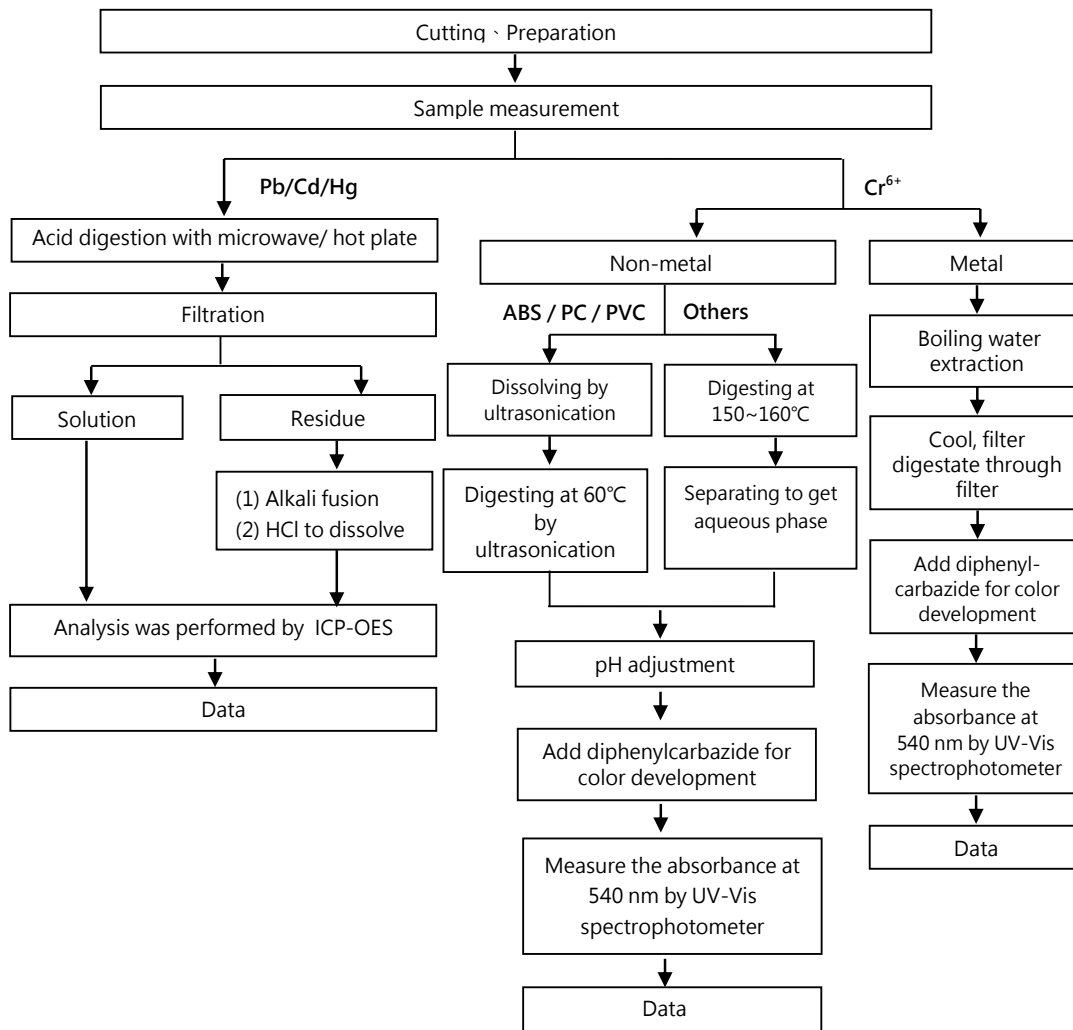 Cutting、Preparation
Sample measurement
Pb/Cd/Hg
Cr⁶⁺
Acid digestion with microwave/ hot plate
Filtration
Solution
Residue
(1) Alkali fusion
(2) HCl to dissolve
Analysis was performed by ICP-OES
Data
Non-metal
ABS / PC / PVC
Others
Dissolving by
ultrasonication
Digesting at 60℃
by
ultrasonication
Digesting at
150~160℃
Separating to get
aqueous phase
pH adjustment
Add diphenylcarbazide for
color development
Measure the absorbance at
540 nm by UV-Vis
spectrophotometer
Data
Metal
Boiling water
extraction
Cool, filter
digestate through
filter
Add diphenyl-
carbazide for color
development
Measure the
absorbance at
540 nm by UV-Vis
spectrophotometer
Data